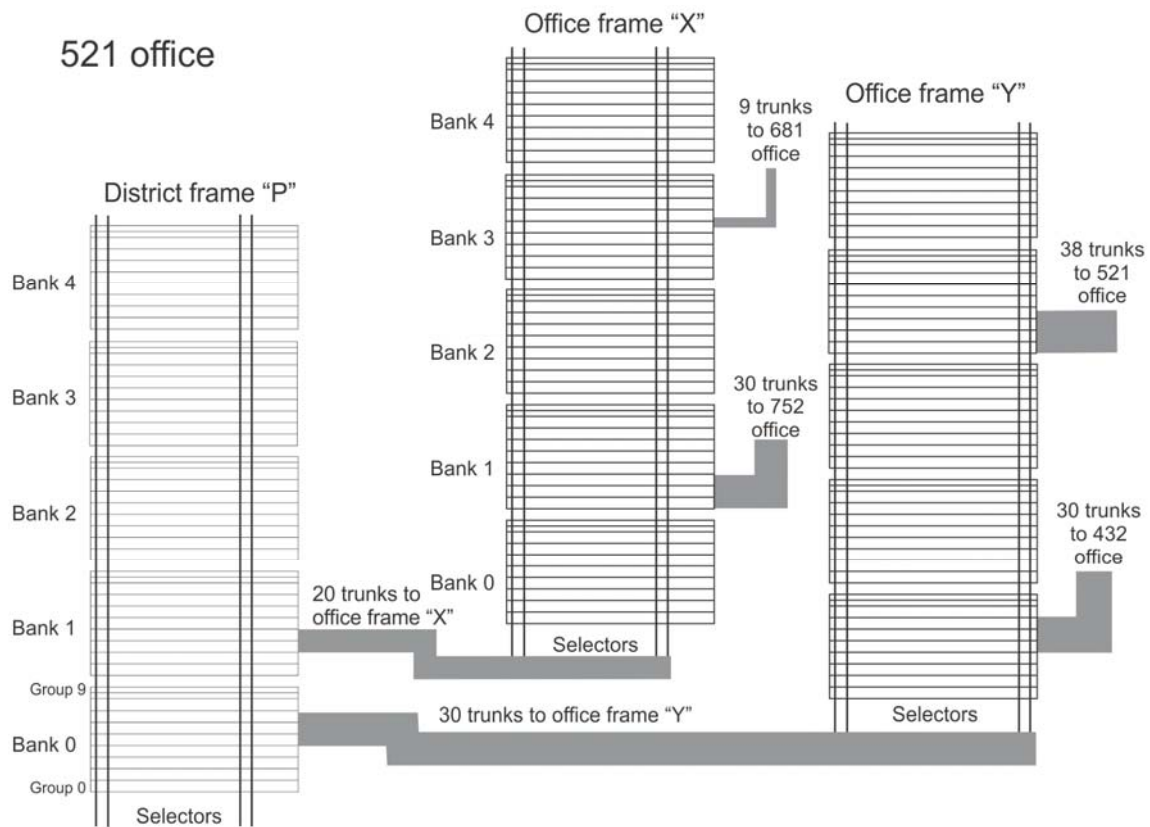 521 office
Office frame “X”
Bank 4
Bank 3
Bank 2
Bank 1
Bank 0
Selectors
9 trunks
to 681
office
30 trunks
to 752
office
Office frame “Y”
38 trunks
to 521
office
30 trunks
to 432
office
Selectors
District frame “P”
Bank 4
Bank 3
Bank 2
Bank 1
Group 9
Bank 0
Group 0
Selectors
20 trunks to
office frame “X”
30 trunks to office frame “Y”